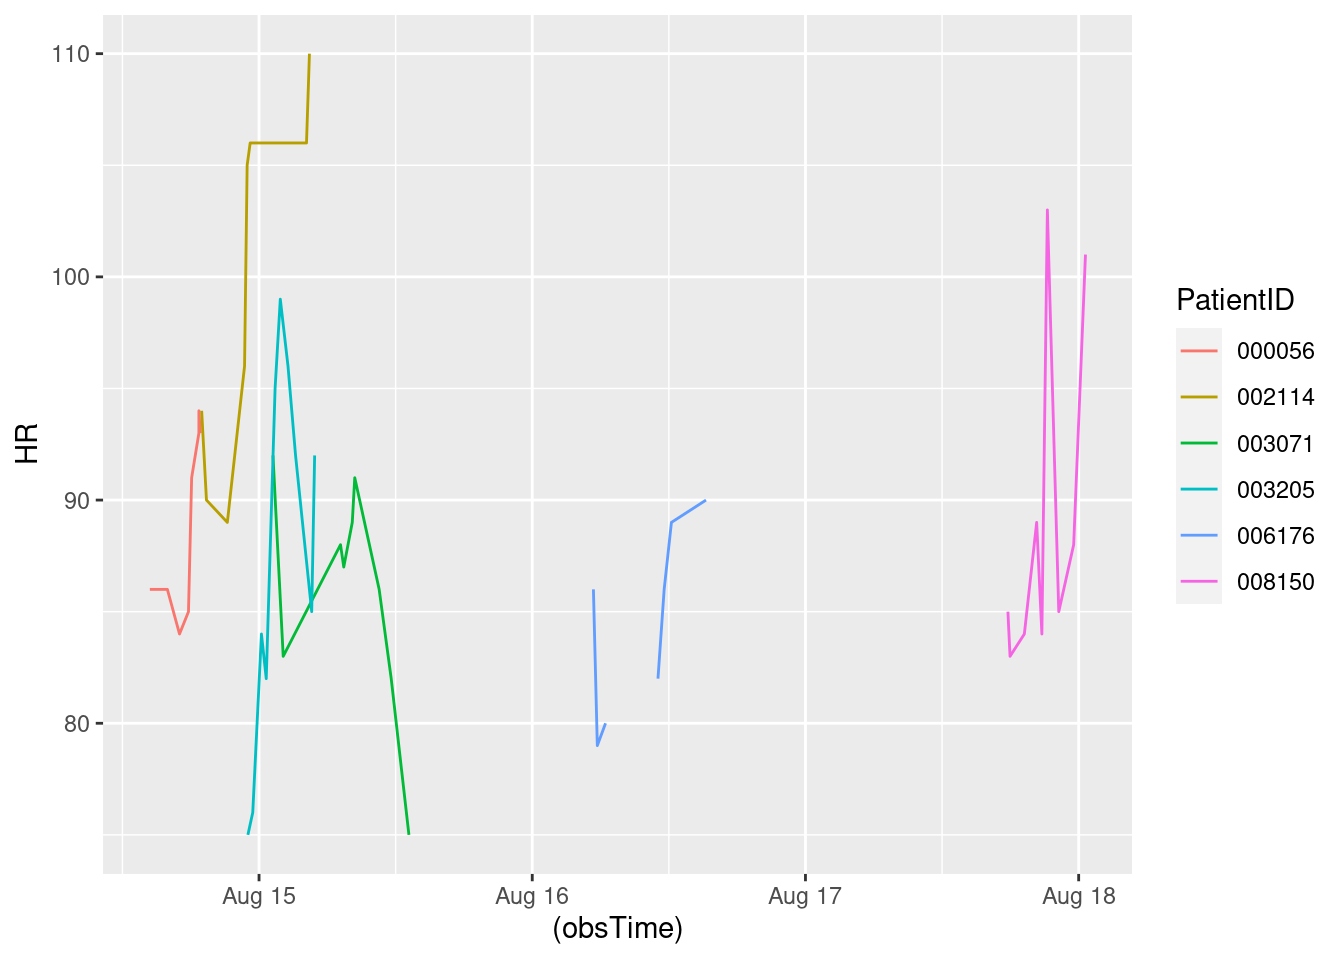 110
100
90
80
HR
Aug 15
Aug 16
Aug 17
Aug 18
(obsTime)
PatientID
000056
002114
003071
003205
006176
008150